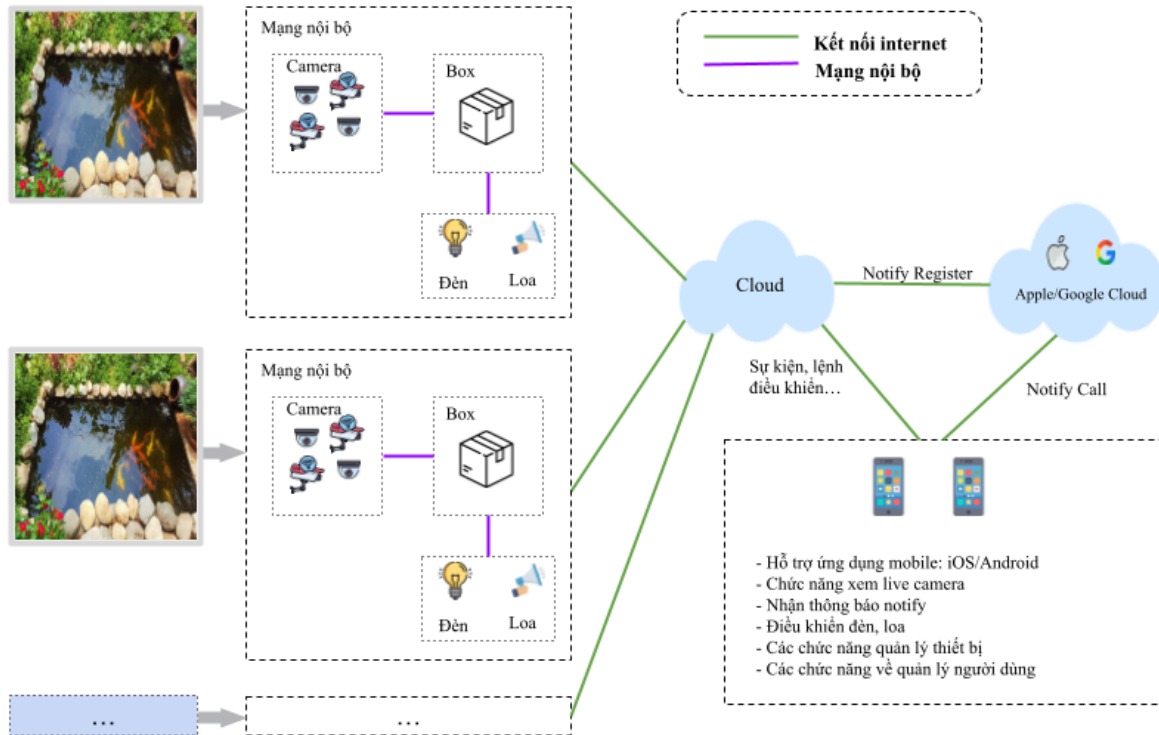 Mạng nội bộ
Camera
Box
Đèn
Loa
Kết nối internet
Mạng nội bộ
Cloud
Notify Register
Apple/Google Cloud
Sự kiện, lệnh
điều khiển…
Notify Call
Mạng nội bộ
Camera
Box
Đèn
Loa
- Hỗ trợ ứng dụng mobile: iOS/Android
- Chức năng xem live camera
- Nhận thông báo notify
- Điều khiển đèn, loa
- Các chức năng quản lý thiết bị
- Các chức năng về quản lý người dùng
…
…